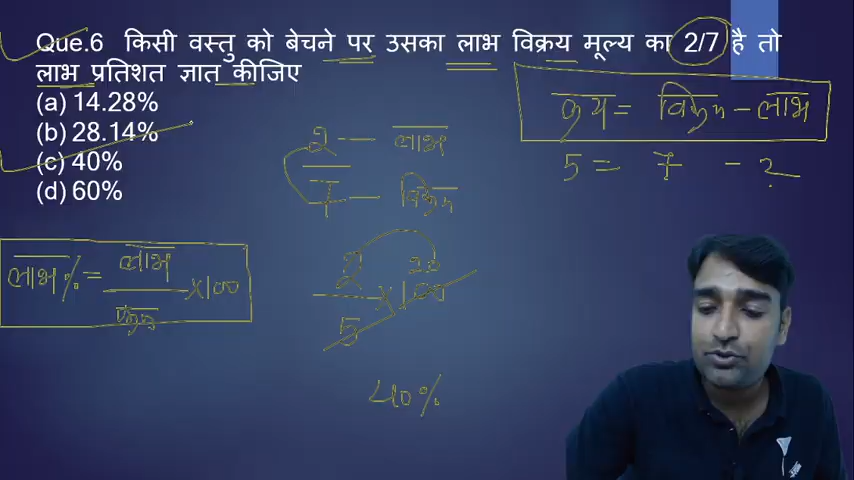 Que.6 किसी वस्तु को बेचने पर उसका लाभ विक्रय मूल्य का 2/7 है तो
लाभ प्रतिशत ज्ञात कीजिए
(a) 14.28%
(b) 28.14%
(c) 40%
(d) 60%
क्रय = विक्रय - लाभ
5 = 7 - 2
2 — लाभ
7 — विक्रय
लाभ% = लाभ
क्रय
×100
2
5
×100
20
40%